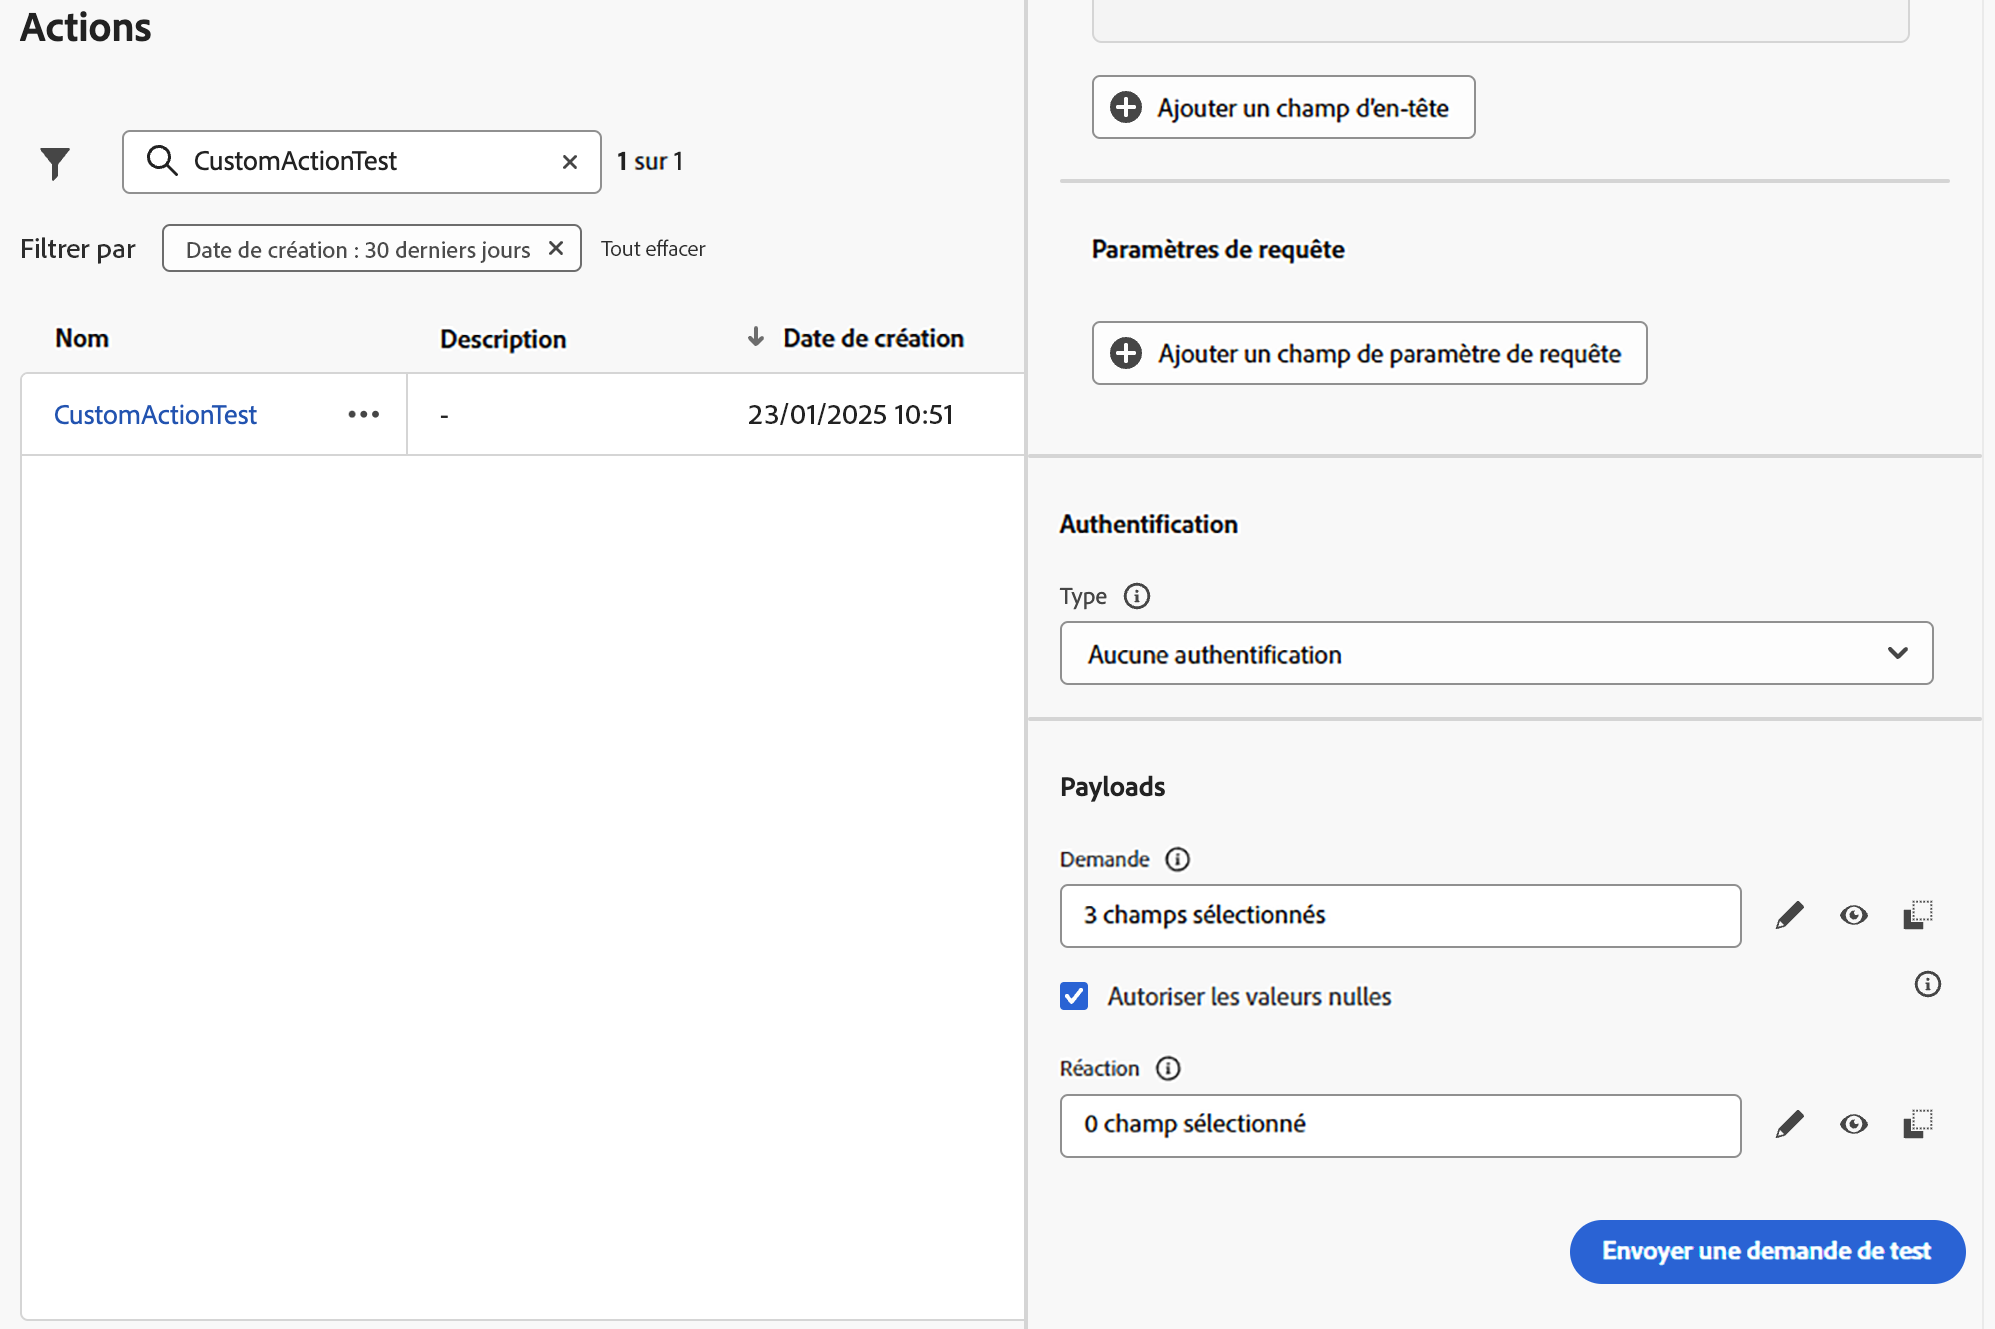 Actions
CustomActionTest
1 sur 1
Filtrer par
Date de création : 30 derniers jours
Tout effacer
Nom
Description
Date de création
CustomActionTest
-
23/01/2025 10:51
Ajouter un champ d'en-tête
Paramètres de requête
Ajouter un champ de paramètre de requête
Authentification
Type
Aucune authentification
Payloads
Demande
3 champs sélectionnés
Autoriser les valeurs nulles
Réaction
0 champ sélectionné
Envoyer une demande de test